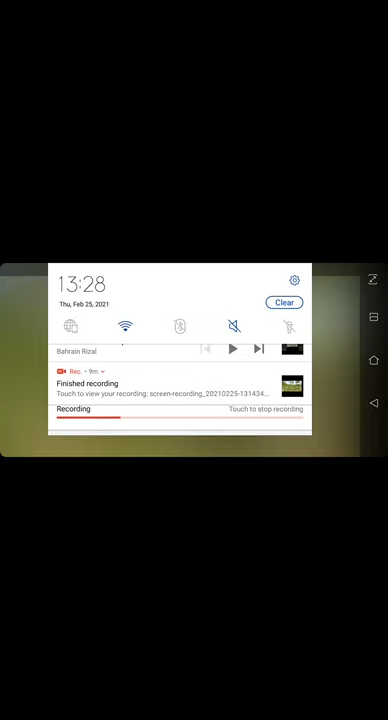 13:28
Thu, Feb 25, 2021
Clear
Bahrain Rizal
Rec. • 9m
Finished recording
Touch to view your recording: screen-recording_20210225-131434...
Recording Touch to stop recording